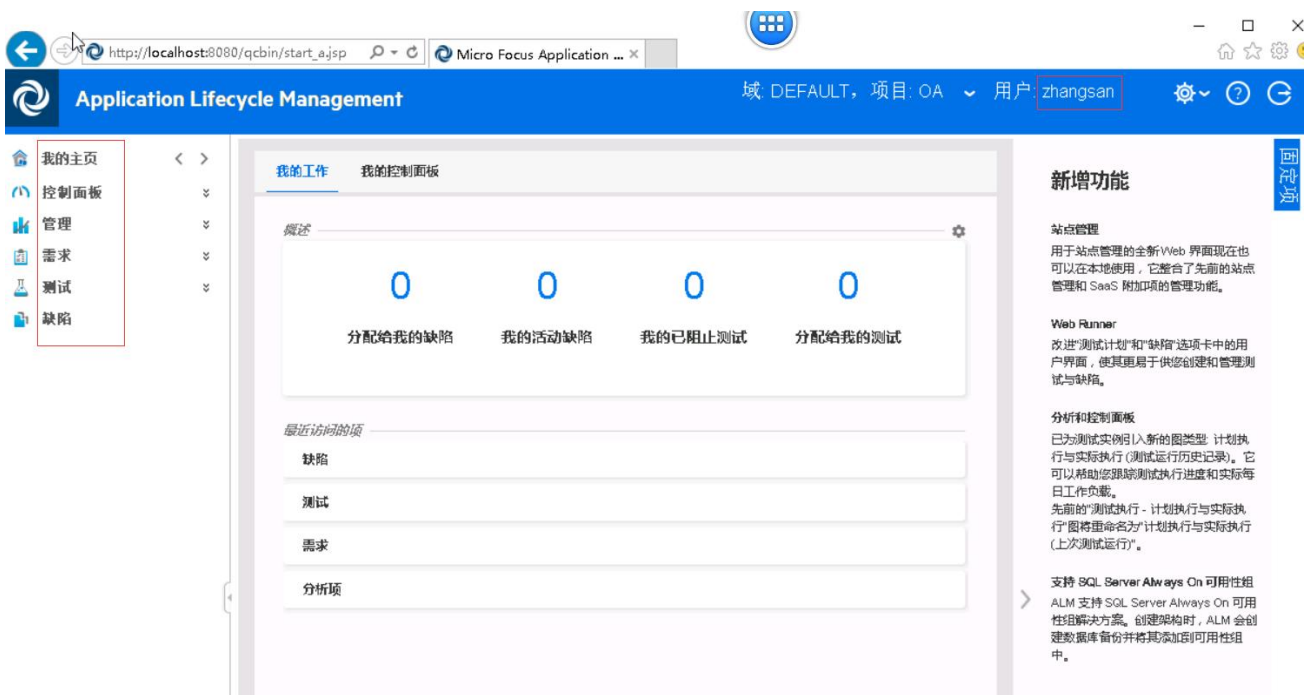 http://localhost:8080/qcbin/start_a.jsp
Micro Focus Application ...
Application Lifecycle Management
域: DEFAULT，项目: OA
用户: zhangsan
我的主页
控制面板
管理
需求
测试
缺陷
我的工作
我的控制面板
概述
0
0
0
0
分配给我的缺陷
我的活动缺陷
我的已阻止测试
分配给我的测试
最近访问的项
缺陷
测试
需求
分析项
固定项
新增功能
站点管理
用于站点管理的全新 Web 界面现在也
可以在本地使用，它整合了先前的站点
管理和 SaaS 附加项的管理功能。
Web Runner
改进"测试计划"和"缺陷"选项卡中的用
户界面，使其更易于供您创建和管理测
试与缺陷。
分析和控制面板
已为测试实例引入新的图类型: 计划执
行与实际执行 (测试运行历史记录)。它
可以帮助您跟踪测试执行进度和实际每
日工作负载。
先前的"测试执行 - 计划执行与实际执
行"图将重命名为"计划执行与实际执行
(上次测试运行)"。
支持 SQL Server Always On 可用性组
ALM 支持 SQL Server Always On 可用
性组解决方案。创建架构时，ALM 会创
建数据库备份并将其添加到可用性组
中。